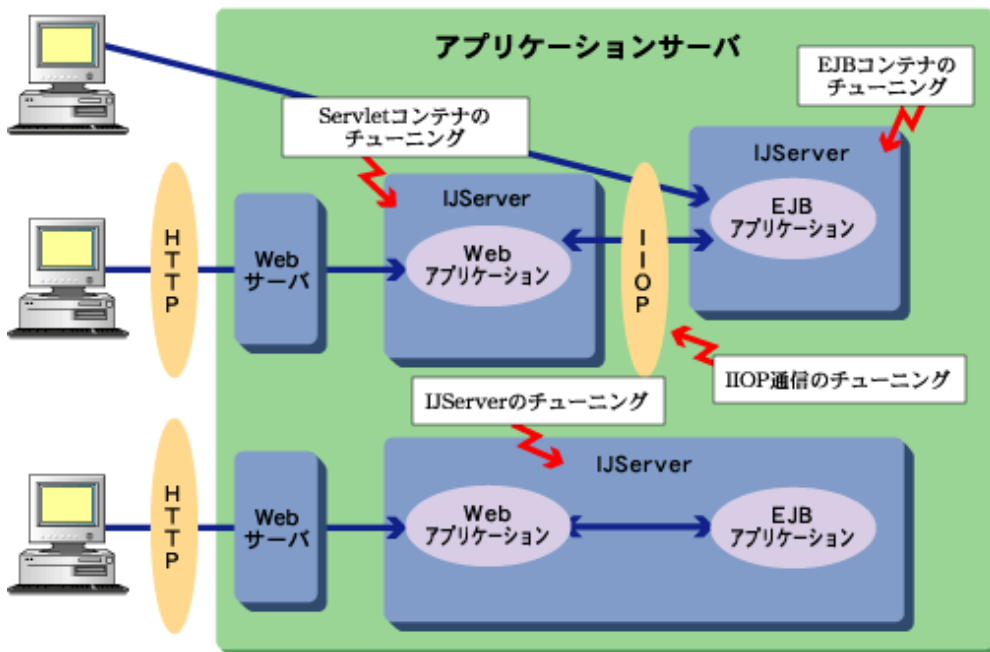 アプリケーションサーバ
EJBコンテナの
チューニング
Servletコンテナの
チューニング
IJServer
IJServer
EJB
アプリケーション
HTTP
Web
サーバ
Web
アプリケーション
IIOP
IIOP通信のチューニング
IJServerのチューニング
IJServer
HTTP
Web
サーバ
Web
アプリケーション
EJB
アプリケーション